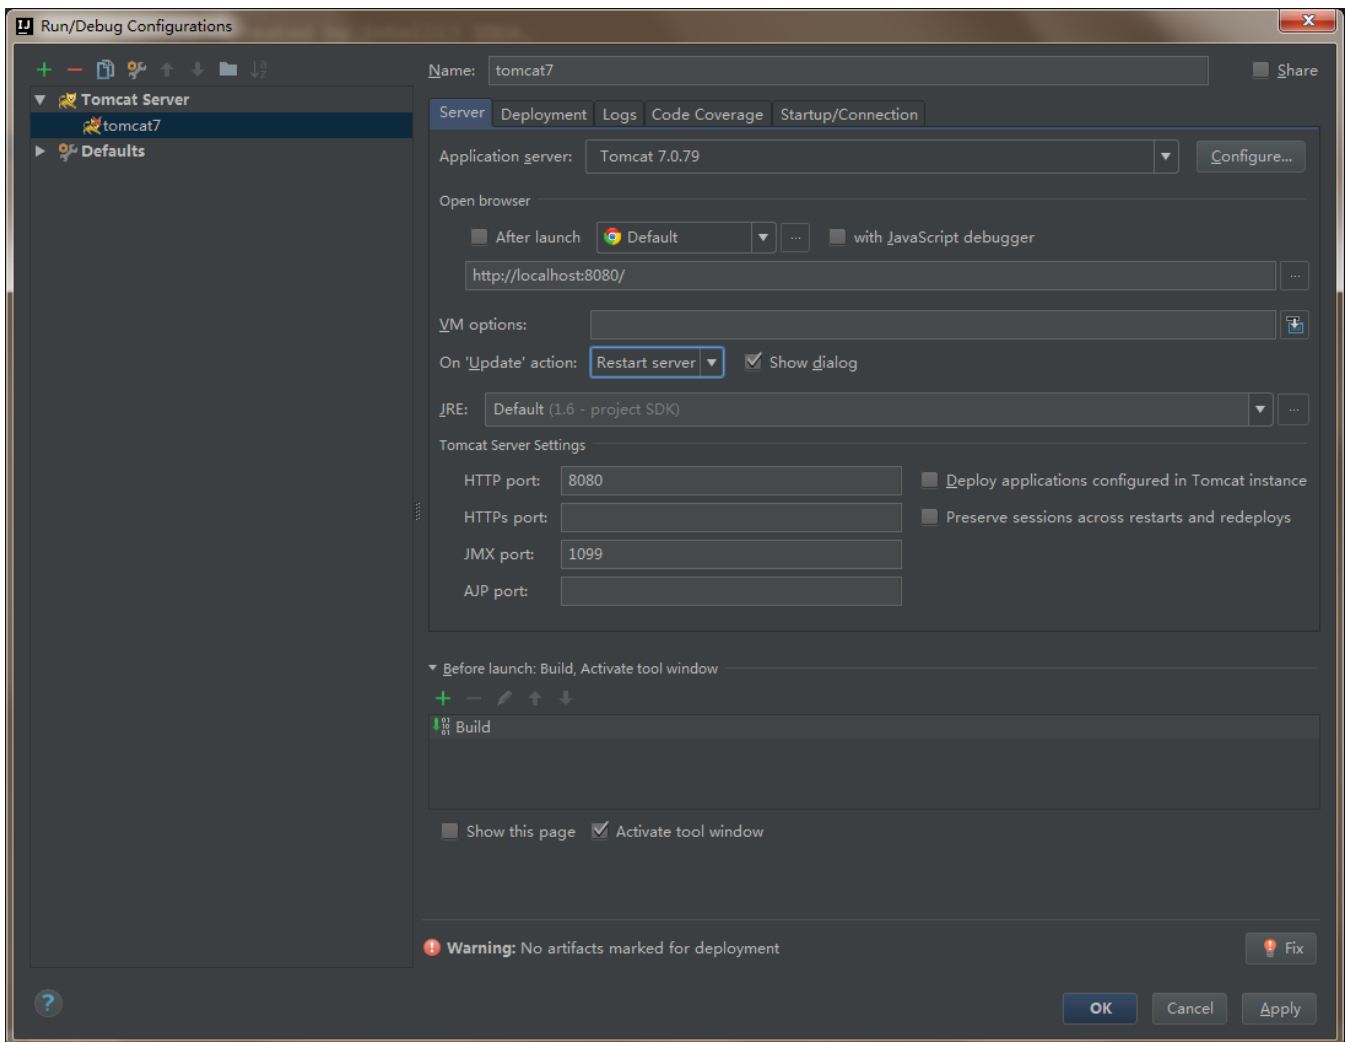 Run/Debug Configurations
Name: tomcat7 Share
Tomcat Server
tomcat7
Defaults
Server Deployment Logs Code Coverage Startup/Connection
Application server: Tomcat 7.0.79 Configure...
Open browser
After launch Default ... with JavaScript debugger
http://localhost:8080/ ...
VM options:
On 'Update' action: Restart server Show dialog
JRE: Default (1.6 - project SDK) ...
Tomcat Server Settings
HTTP port: 8080 Deploy applications configured in Tomcat instance
HTTPs port: Preserve sessions across restarts and redeploys
JMX port: 1099
AJP port:
Before launch: Build, Activate tool window
Build
Show this page Activate tool window
Warning: No artifacts marked for deployment Fix
? OK Cancel Apply